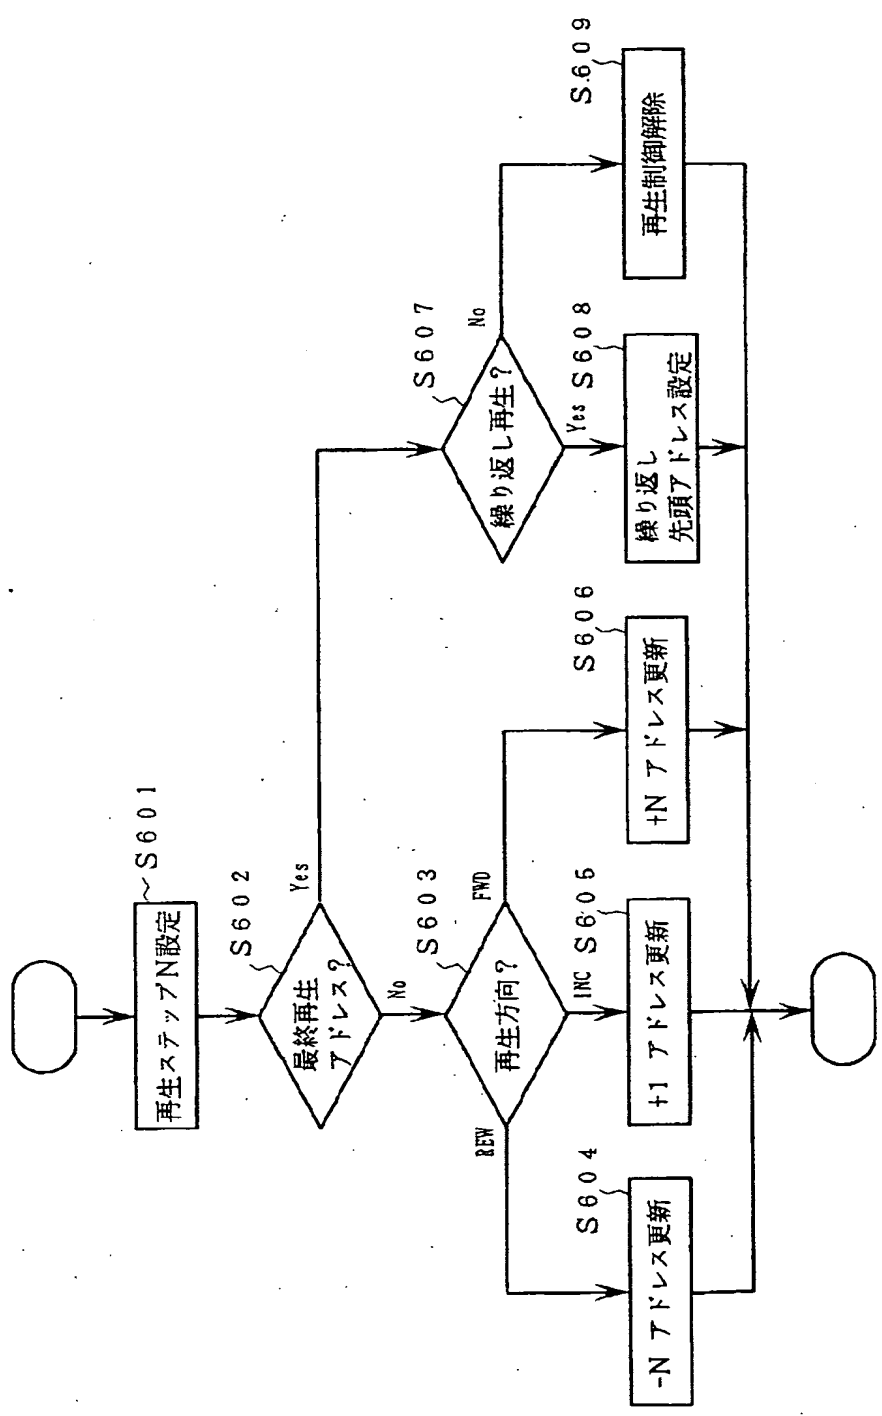 S601
再生ステップN設定
S602
最終再生
アドレス?
Yes
No
S603
再生方向?
REW
INC
FWD
S604
-N アドレス更新
S605
+1 アドレス更新
S606
+N アドレス更新
S607
繰り返し再生?
Yes
No
S608
繰り返し
先頭アドレス設定
S609
再生制御解除